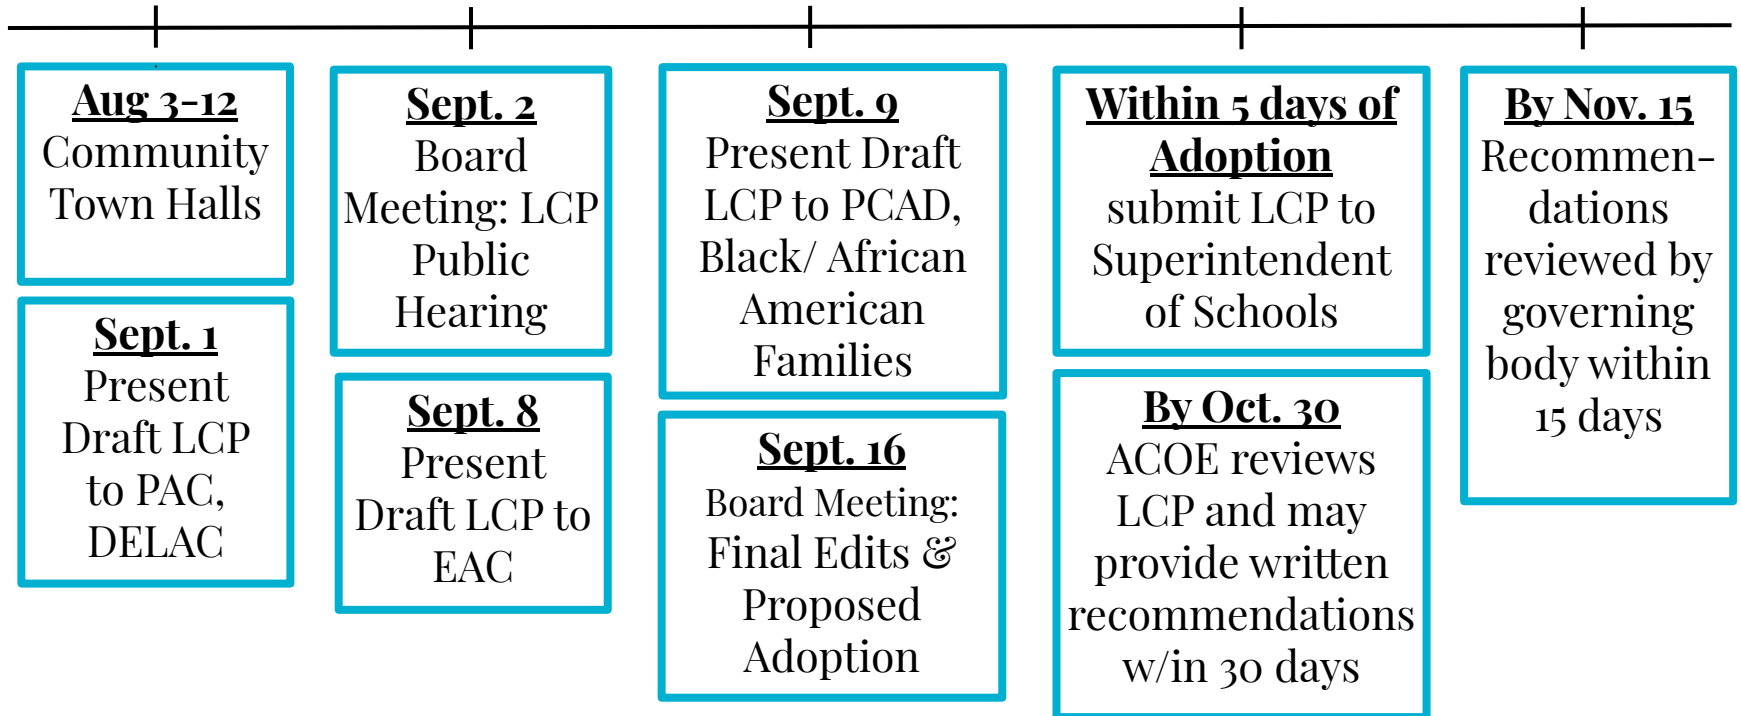 Aug 3-12
Community
Town Halls
Sept. 1
Present
Draft LCP
to PAC,
DELAC
Sept. 2
Board
Meeting: LCP
Public
Hearing
Sept. 8
Present
Draft LCP to
EAC
Sept. 9
Present Draft
LCP to PCAD,
Black/ African
American
Families
Sept. 16
Board Meeting:
Final Edits &
Proposed
Adoption
Within 5 days of
Adoption
submit LCP to
Superintendent
of Schools
By Oct. 30
ACOE reviews
LCP and may
provide written
recommendations
w/in 30 days
By Nov. 15
Recommen-
dations
reviewed by
governing
body within
15 days